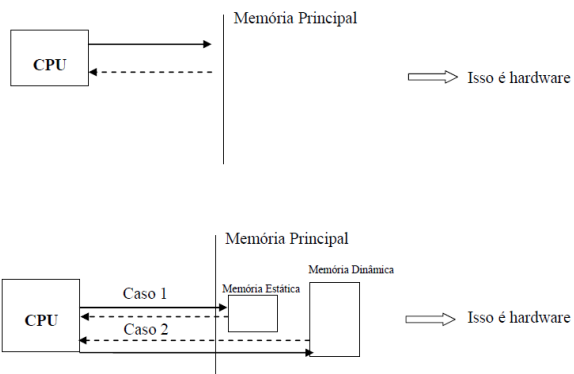 Memória Principal
CPU
Isso é hardware
Memória Principal
Memória Dinâmica
Memória Estática
Caso 1
CPU
Caso 2
Isso é hardware